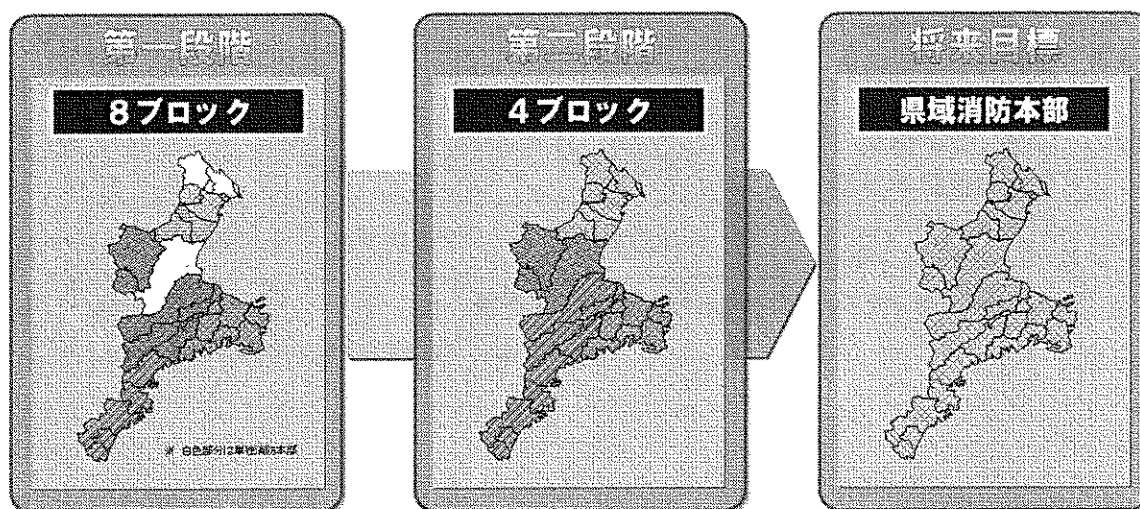 第一段階
8ブロック
※ 白色部分は単独消防本部
第二段階
4ブロック
将来目標
県域消防本部